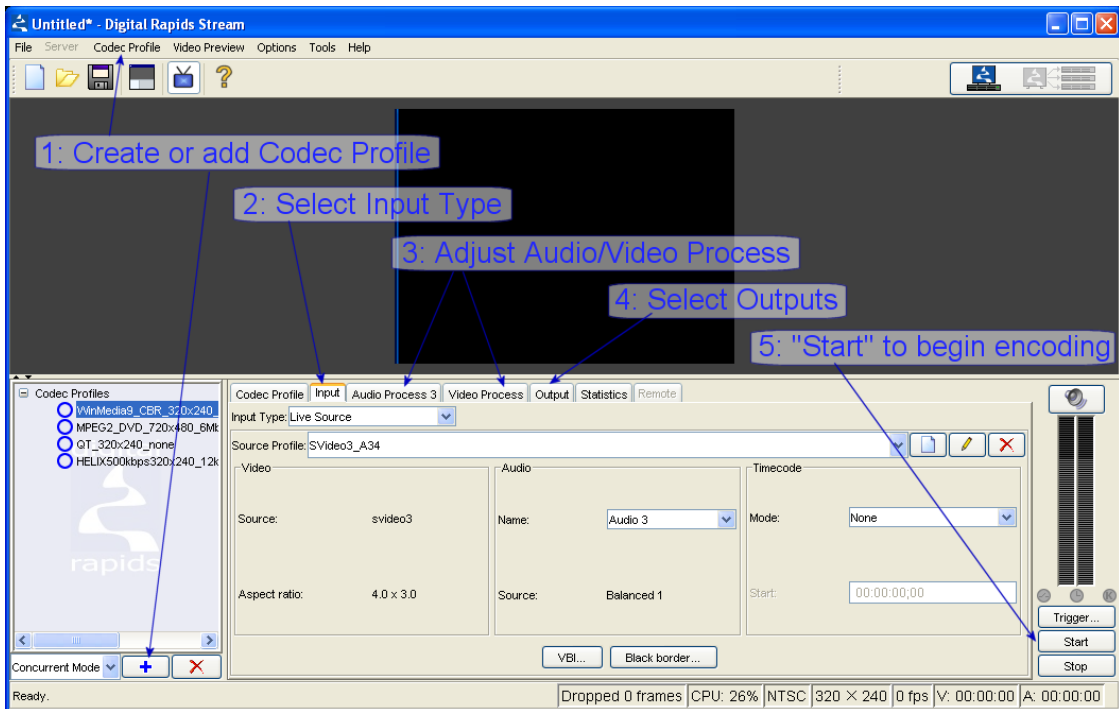 Untitled* - Digital Rapids Stream
File Server Codec Profile Video Preview Options Tools Help
1: Create or add Codec Profile
2: Select Input Type
3: Adjust Audio/Video Process
4: Select Outputs
5: "Start" to begin encoding
Codec Profiles
WinMedia9_CBR_320x240_
MPEG2_DVD_720x480_6Mb
QT_320x240_none
HELIX500kbps320x240_12k
rapids
Concurrent Mode
Codec Profile Input Audio Process 3 Video Process Output Statistics Remote
Input Type: Live Source
Source Profile: SVideo3_A34
Video
Source: svideo3
Aspect ratio: 4.0 x 3.0
Audio
Name: Audio 3
Source: Balanced 1
Timecode
Mode: None
Start: 00:00:00;00
VBI... Black border...
Trigger...
Start
Stop
Ready.
Dropped 0 frames CPU: 26% NTSC 320 × 240 0 fps V: 00:00:00 A: 00:00:00